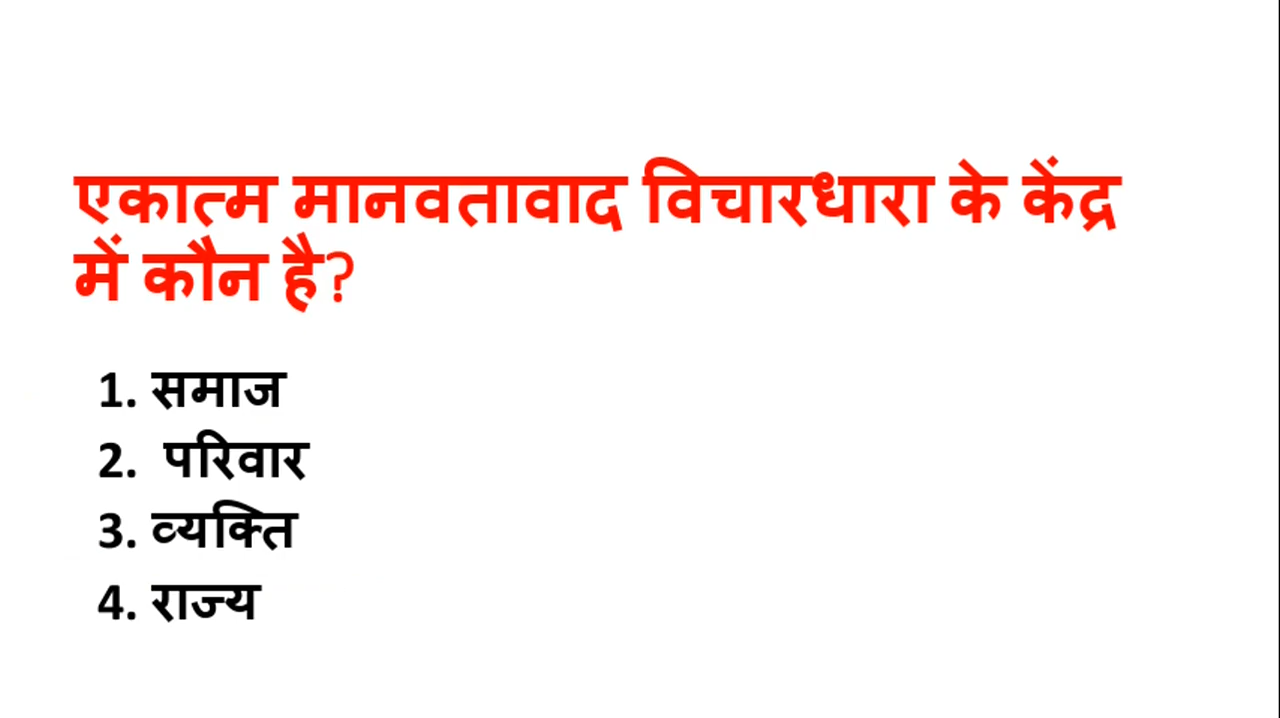 एकात्म मानवतावाद विचारधारा के केंद्र
में कौन है?
1. समाज
2. परिवार
3. व्यक्ति
4. राज्य